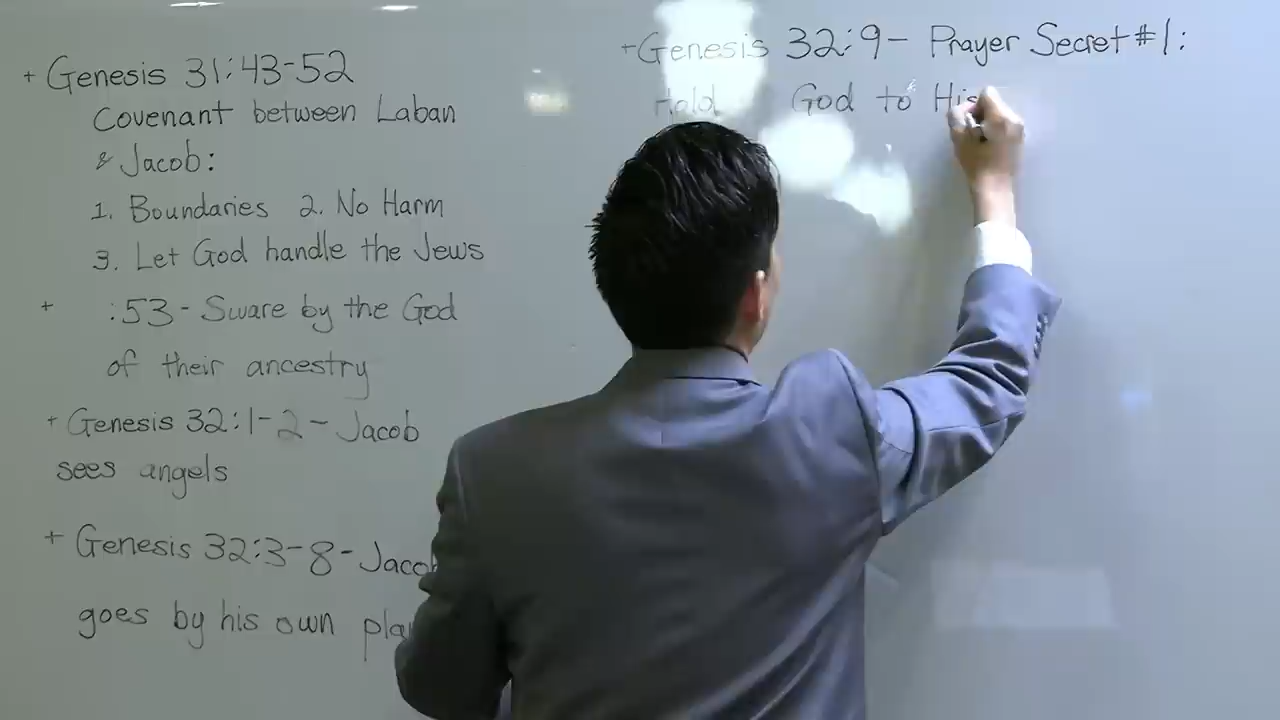 + Genesis 31:43-52
Covenant between Laban
& Jacob:
1. Boundaries 2. No Harm
3. Let God handle the Jews
+ :53 - Sware by the God
of their ancestry
+ Genesis 32:1-2 - Jacob
sees angels
+ Genesis 32:3-8 - Jacob
goes by his own plan
+Genesis 32:9- Prayer Secret #1:
Hold God to His